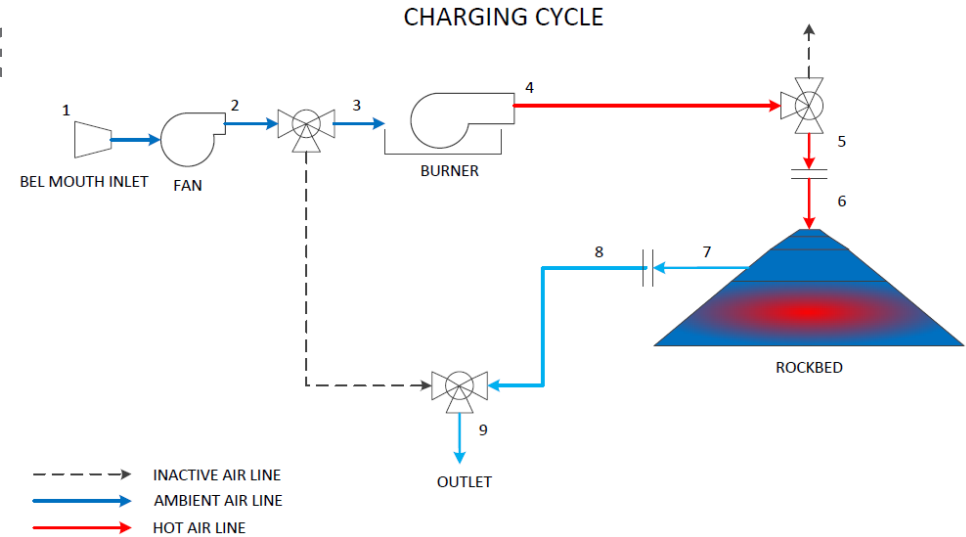 CHARGING CYCLE
1
2
3
4
5
6
7
8
9
BEL MOUTH INLET
FAN
BURNER
ROCKBED
OUTLET
INACTIVE AIR LINE
AMBIENT AIR LINE
HOT AIR LINE